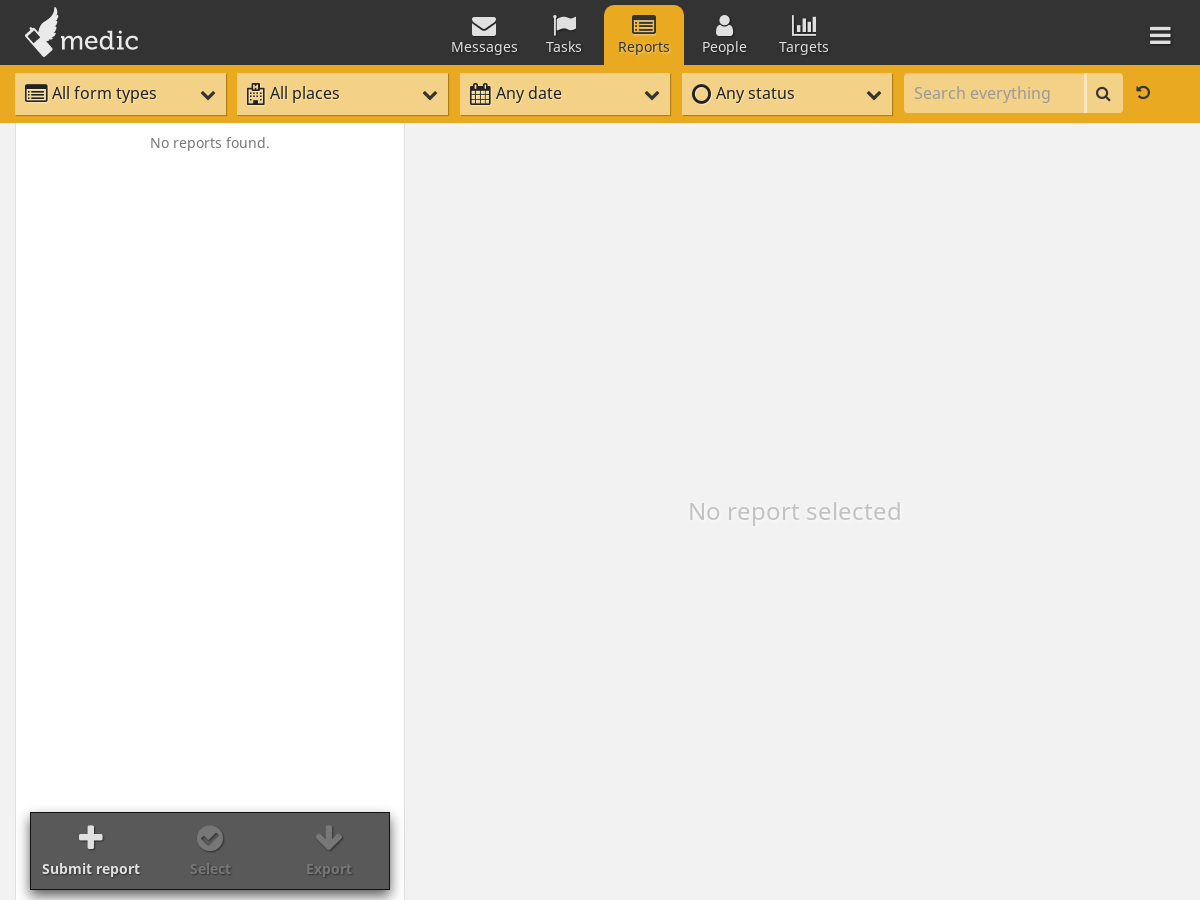 medic
Messages
Tasks
Reports
People
Targets
All form types
All places
Any date
Any status
Search everything
No reports found.
No report selected
Submit report
Select
Export